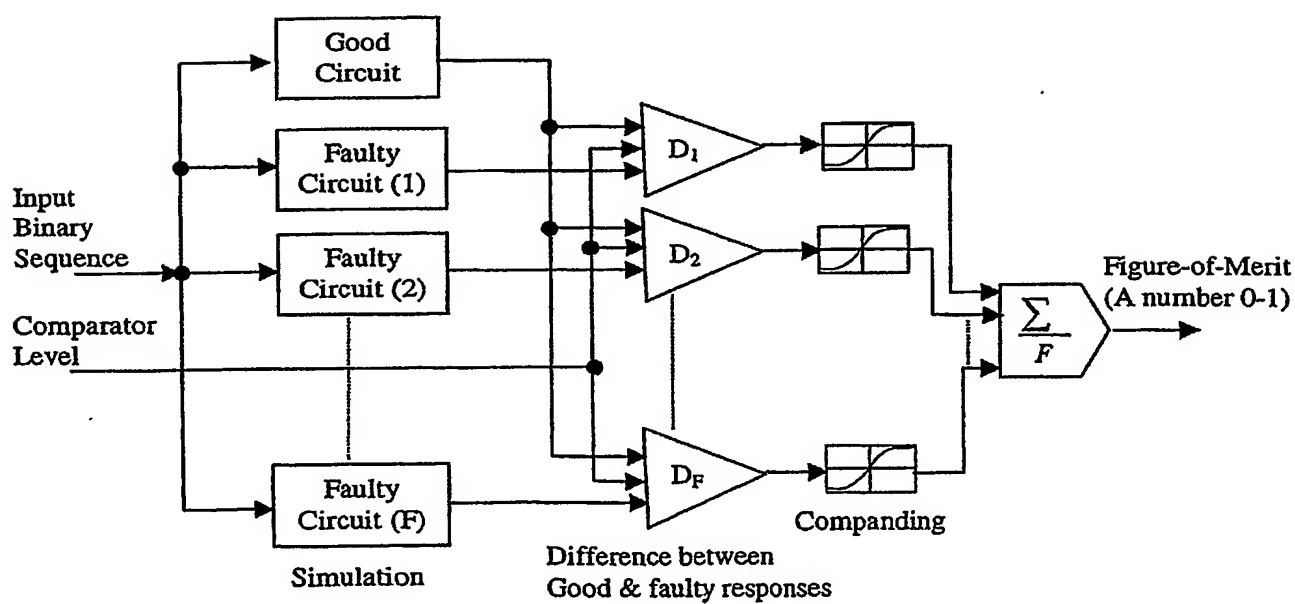 Good
Circuit
Faulty
Circuit (1)
Faulty
Circuit (2)
Faulty
Circuit (F)
Simulation
Input
Binary
Sequence
Comparator
Level
D1
D2
DF
Difference between
Good & faulty responses
Companding
∑
F
Figure-of-Merit
(A number 0-1)